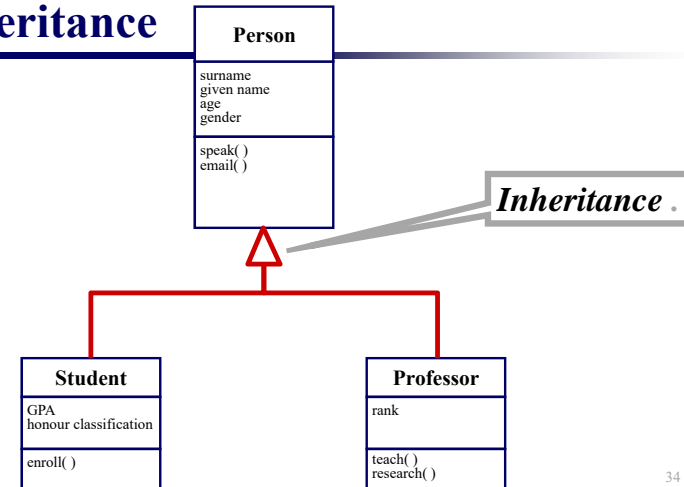 eritance
Person
surname
given name
age
gender
speak( )
email( )
Inheritance .
Student
GPA
honour classification
enroll( )
Professor
rank
teach( )
research( )
34